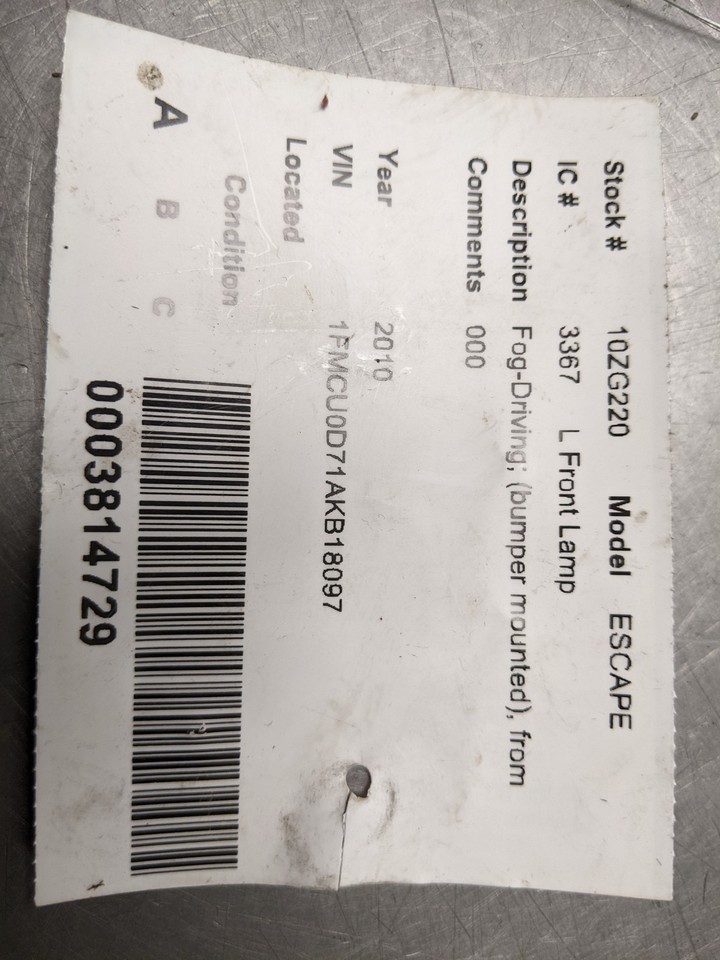 Stock # 10ZG220 Model ESCAPE
IC # 3367 L Front Lamp
Description Fog-Driving; (bumper mounted), from
Comments 000
Year 2010
VIN 1FMCU0D71AKB18097
Located
Condition
A B C
0003814729